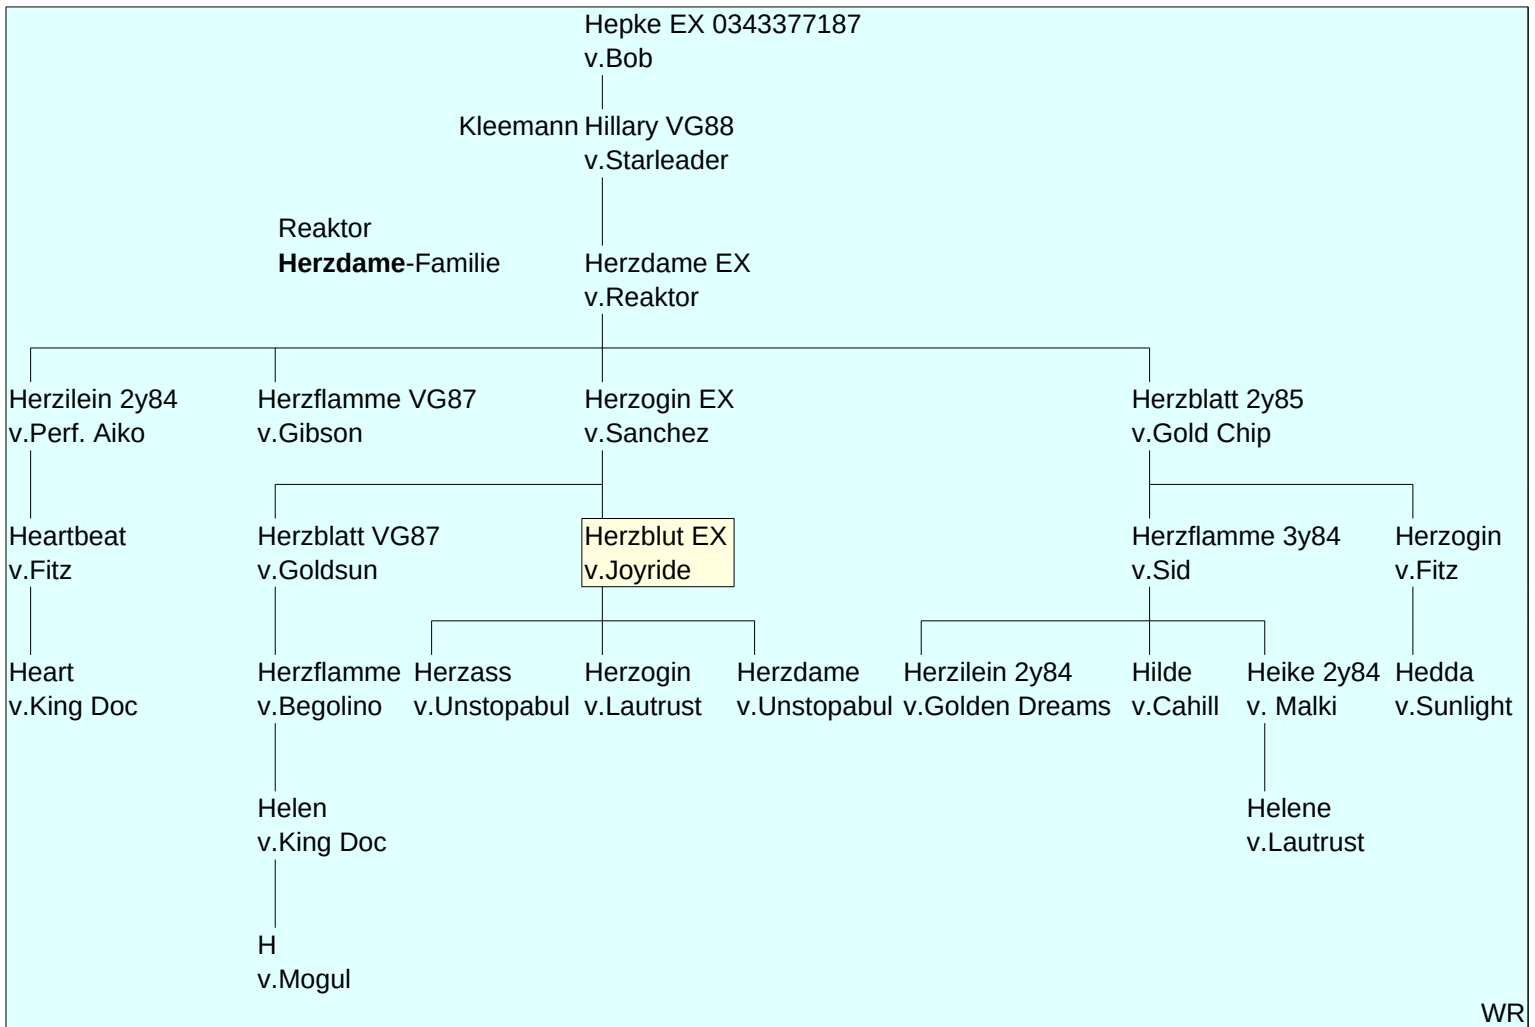 Hepke EX 0343377187
v.Bob
Kleemann Hillary VG88
v.Starleader
Reaktor
Herzdame-Familie
Herzdame EX
v.Reaktor
Herzilein 2y84
v.Perf. Aiko
Herzflamme VG87
v.Gibson
Herzogin EX
v.Sanchez
Herzblatt 2y85
v.Gold Chip
Heartbeat
v.Fitz
Herzblatt VG87
v.Goldsun
Herzblut EX
v.Joyride
Herzflamme 3y84
v.Sid
Herzogin
v.Fitz
Heart
v.King Doc
Herzflamme
v.Begolino
Herzass
v.Unstopabul
Herzogin
v.Lautrust
Herzdame
v.Unstopabul
Herzilein 2y84
v.Golden Dreams
Hilde
v.Cahill
Heike 2y84
v. Malki
Hedda
v.Sunlight
Helen
v.King Doc
Helene
v.Lautrust
H
v.Mogul
WR